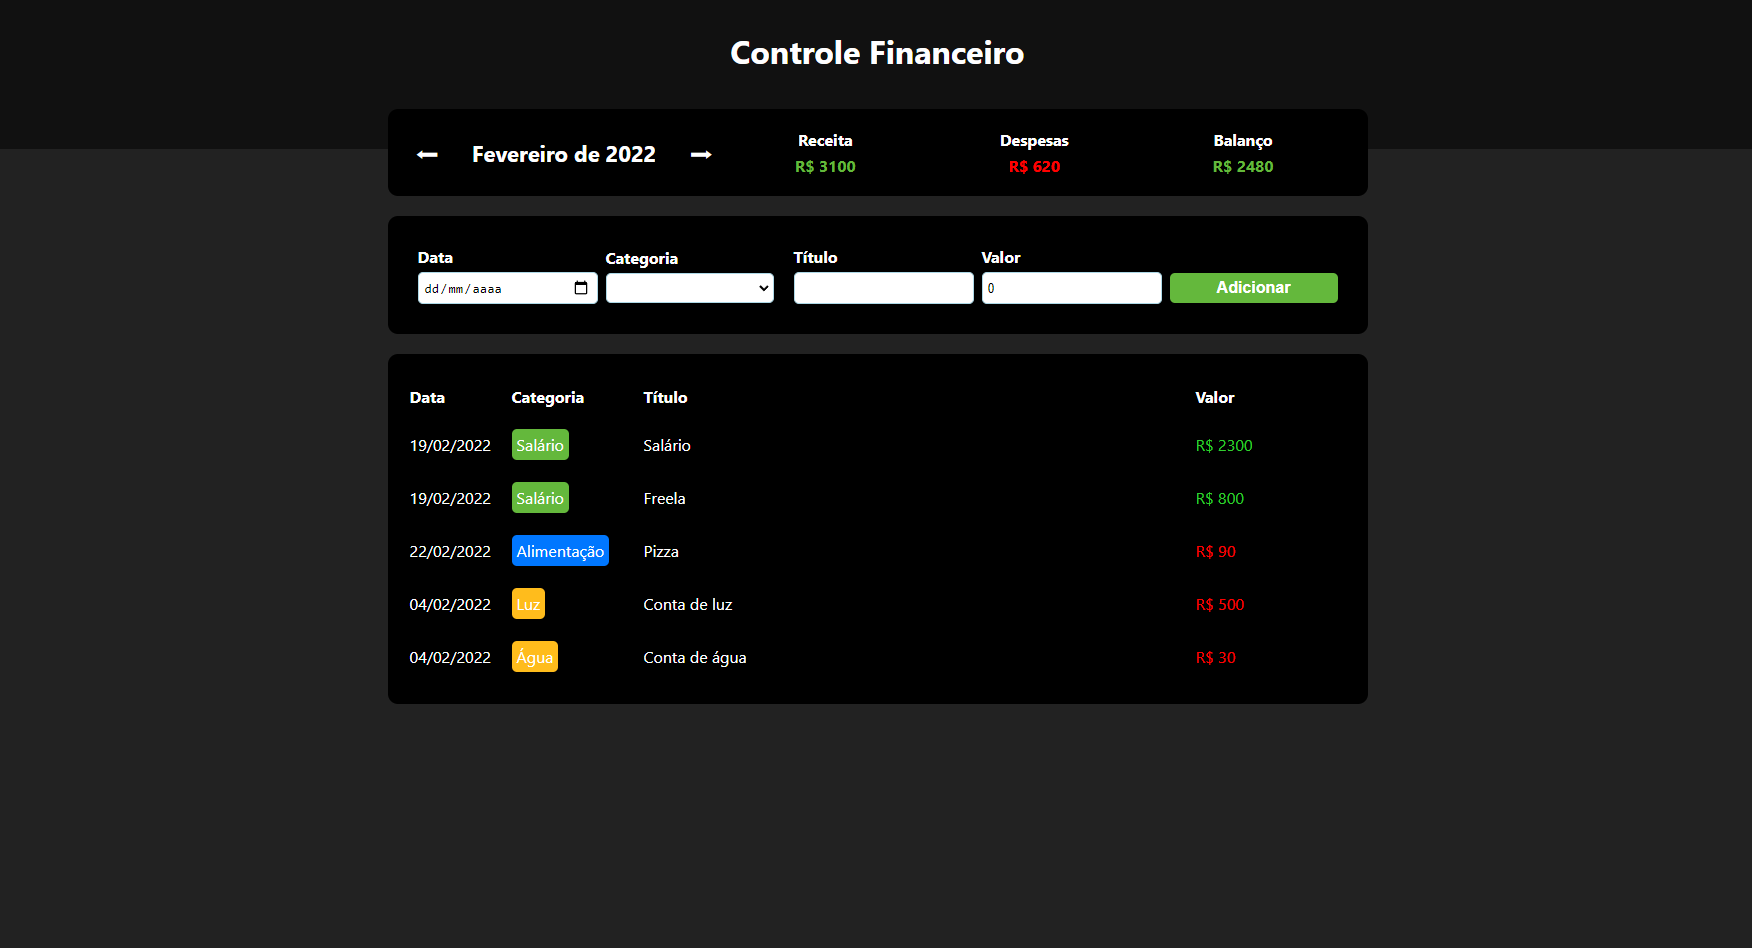 Controle Financeiro
Fevereiro de 2022
Receita Despesas Balanço
R$ 3100 R$ 620 R$ 2480
Data Categoria Título Valor
dd/mm/aaaa 0 Adicionar
Data Categoria Título Valor
19/02/2022 Salário Salário R$ 2300
19/02/2022 Salário Freela R$ 800
22/02/2022 Alimentação Pizza R$ 90
04/02/2022 Luz Conta de luz R$ 500
04/02/2022 Água Conta de água R$ 30